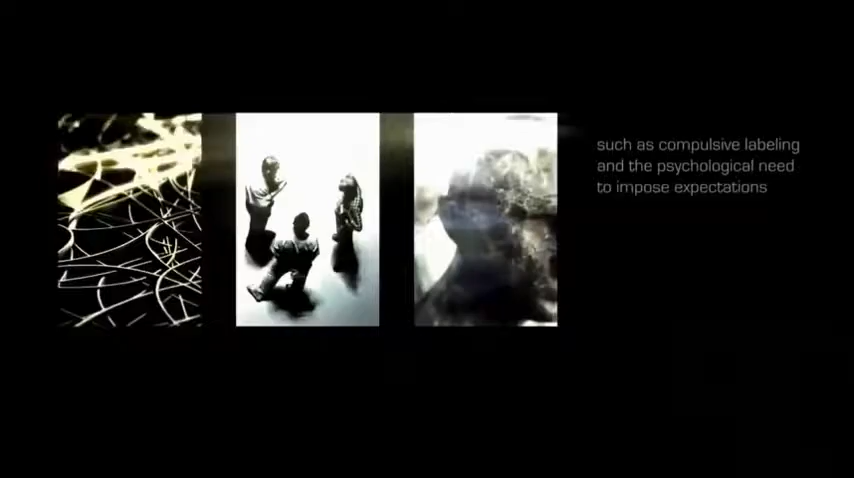 such as compulsive labeling
and the psychological need
to impose expectations